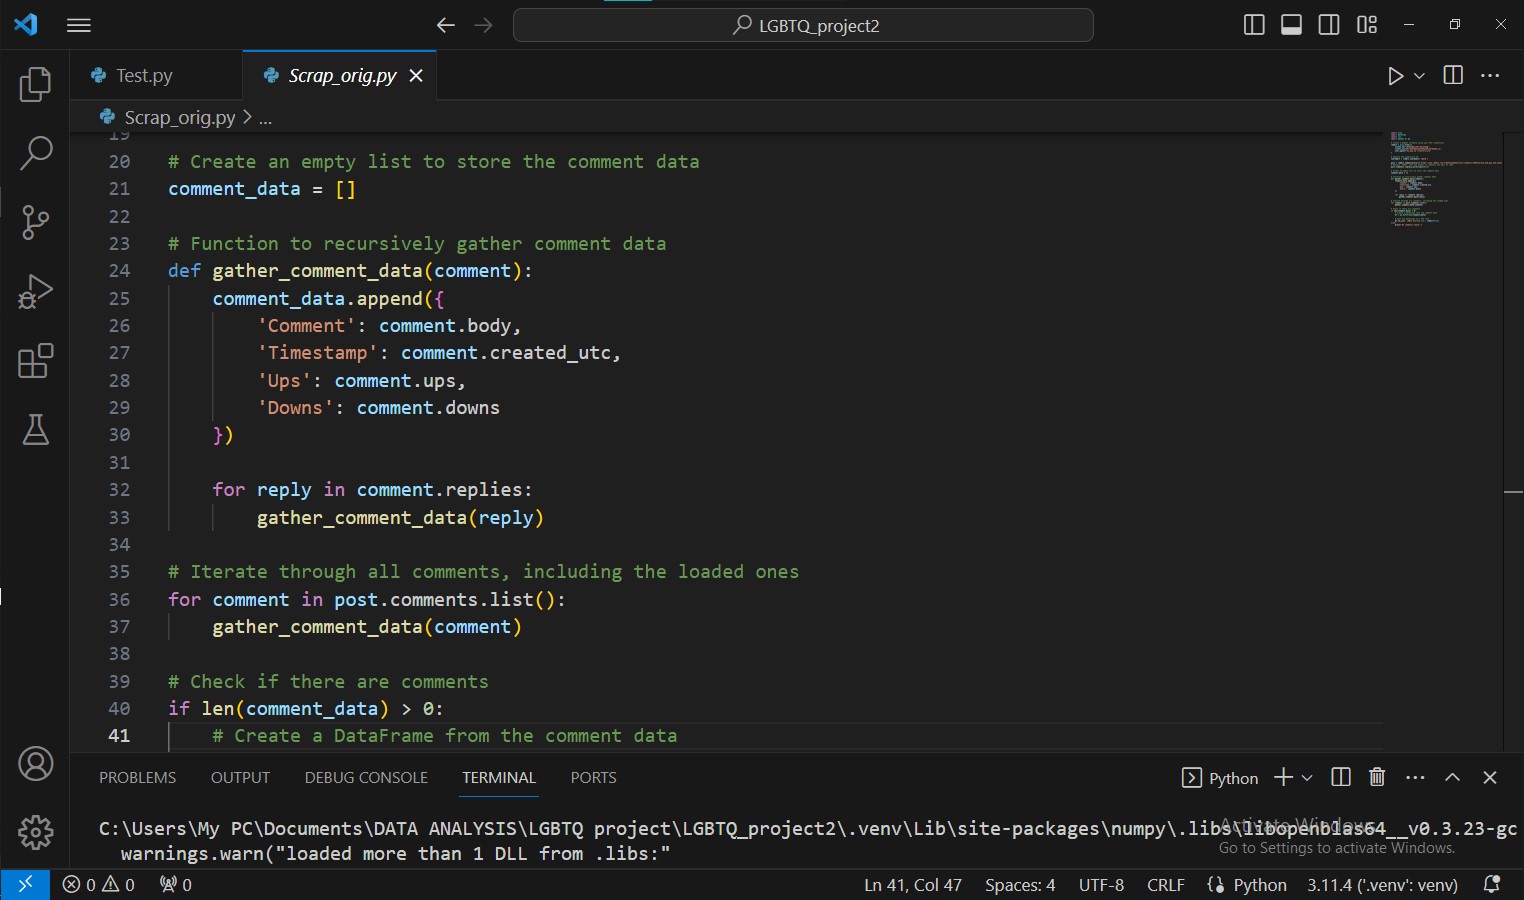 LGBTQ_project2
Test.py
Scrap_orig.py
Scrap_orig.py > ...
19
20 # Create an empty list to store the comment data
21 comment_data = []
22
23 # Function to recursively gather comment data
24 def gather_comment_data(comment):
25 comment_data.append({
26 'Comment': comment.body,
27 'Timestamp': comment.created_utc,
28 'Ups': comment.ups,
29 'Downs': comment.downs
30 })
31
32 for reply in comment.replies:
33 gather_comment_data(reply)
34
35 # Iterate through all comments, including the loaded ones
36 for comment in post.comments.list():
37 gather_comment_data(comment)
38
39 # Check if there are comments
40 if len(comment_data) > 0:
41 # Create a DataFrame from the comment data
PROBLEMS OUTPUT DEBUG CONSOLE TERMINAL PORTS
Python
C:\Users\My PC\Documents\DATA ANALYSIS\LGBTQ project\LGBTQ_project2\.venv\Lib\site-packages\numpy\.libs\libopenblas64__v0.3.23-gc
warnings.warn("loaded more than 1 DLL from .libs:"
Activate Windows
Go to Settings to activate Windows.
0 0 0
Ln 41, Col 47 Spaces: 4 UTF-8 CRLF Python 3.11.4 ('.venv': venv)